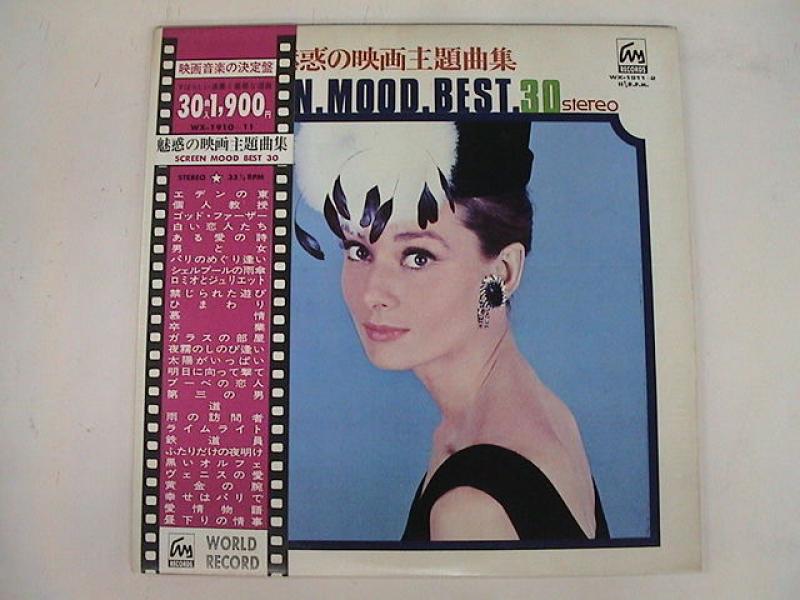 映画音楽の決定盤
30曲入1,900円
WX-1910~11
魅惑の映画主題曲集
SCREEN MOOD BEST 30
STEREO ★ 33⅓ RPM
エデンの東
個人教授
ゴッド・ファーザー
白い恋人たち
ある愛の詩
男と女
パリのめぐり逢い
シェルブールの雨傘
ロミオとジュリエット
禁じられた遊び
ひまわり
慕情
卒業
ガラスの部屋
夜霧のしのび逢い
太陽がいっぱい
明日に向って撃て
ブーベの恋人
第三の男
道
雨の訪問者
ライムライト
鉄道員
ふたりだけの夜明け
黒いオルフェ
ヴェニスの愛
黄金の腕
幸せはパリで
愛情物語
昼下りの情事
RECORDS
WORLD
RECORD
惑の映画主題曲集
N.MOOD.BEST.30 stereo
RECORDS
WX-1911-2